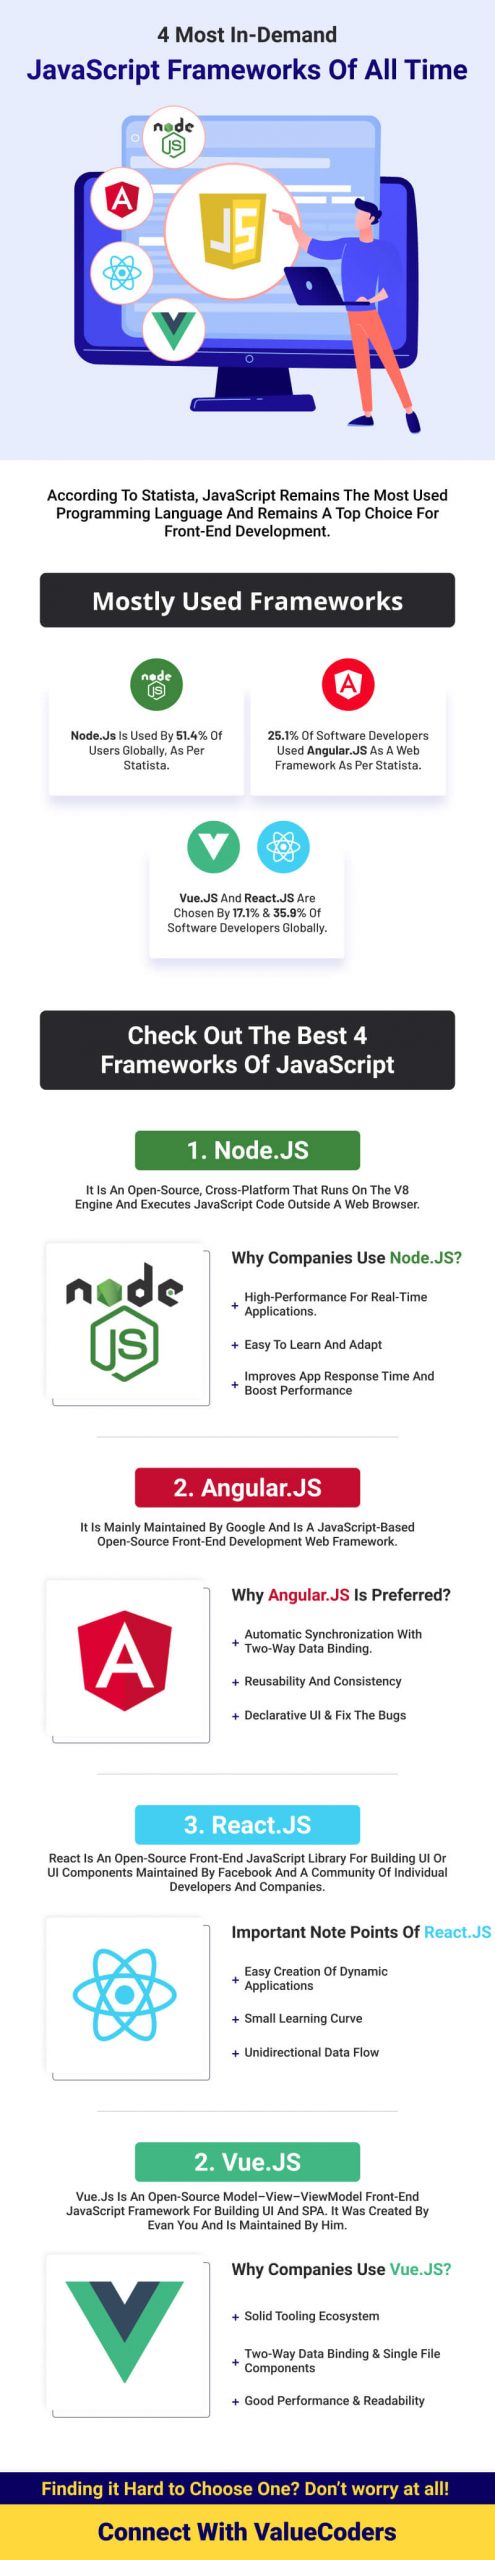 4 Most In-Demand
JavaScript Frameworks Of All Time
node
JS
A
JS
According To Statista, JavaScript Remains The Most Used
Programming Language And Remains A Top Choice For
Front-End Development.
Mostly Used Frameworks
node
JS
Node.Js Is Used By 51.4% Of
Users Globally, As Per
Statista.
A
25.1% Of Software Developers
Used Angular.JS As A Web
Framework As Per Statista.
Vue.JS And React.JS Are
Chosen By 17.1% & 35.9% Of
Software Developers Globally.
Check Out The Best 4
Frameworks Of JavaScript
1. Node.JS
It Is An Open-Source, Cross-Platform That Runs On The V8
Engine And Executes JavaScript Code Outside A Web Browser.
node
JS
Why Companies Use Node.JS?
+ High-Performance For Real-Time
Applications.
+ Easy To Learn And Adapt
+ Improves App Response Time And
Boost Performance
2. Angular.JS
It Is Mainly Maintained By Google And Is A JavaScript-Based
Open-Source Front-End Development Web Framework.
A
Why Angular.JS Is Preferred?
+ Automatic Synchronization With
Two-Way Data Binding.
+ Reusability And Consistency
+ Declarative UI & Fix The Bugs
3. React.JS
React Is An Open-Source Front-End JavaScript Library For Building UI Or
UI Components Maintained By Facebook And A Community Of Individual
Developers And Companies.
Important Note Points Of React.JS
+ Easy Creation Of Dynamic
Applications
+ Small Learning Curve
+ Unidirectional Data Flow
2. Vue.JS
Vue.Js Is An Open-Source Model–View–ViewModel Front-End
JavaScript Framework For Building UI And SPA. It Was Created By
Evan You And Is Maintained By Him.
Why Companies Use Vue.JS?
+ Solid Tooling Ecosystem
+ Two-Way Data Binding & Single File
Components
+ Good Performance & Readability
Finding it Hard to Choose One? Don't worry at all!
Connect With ValueCoders